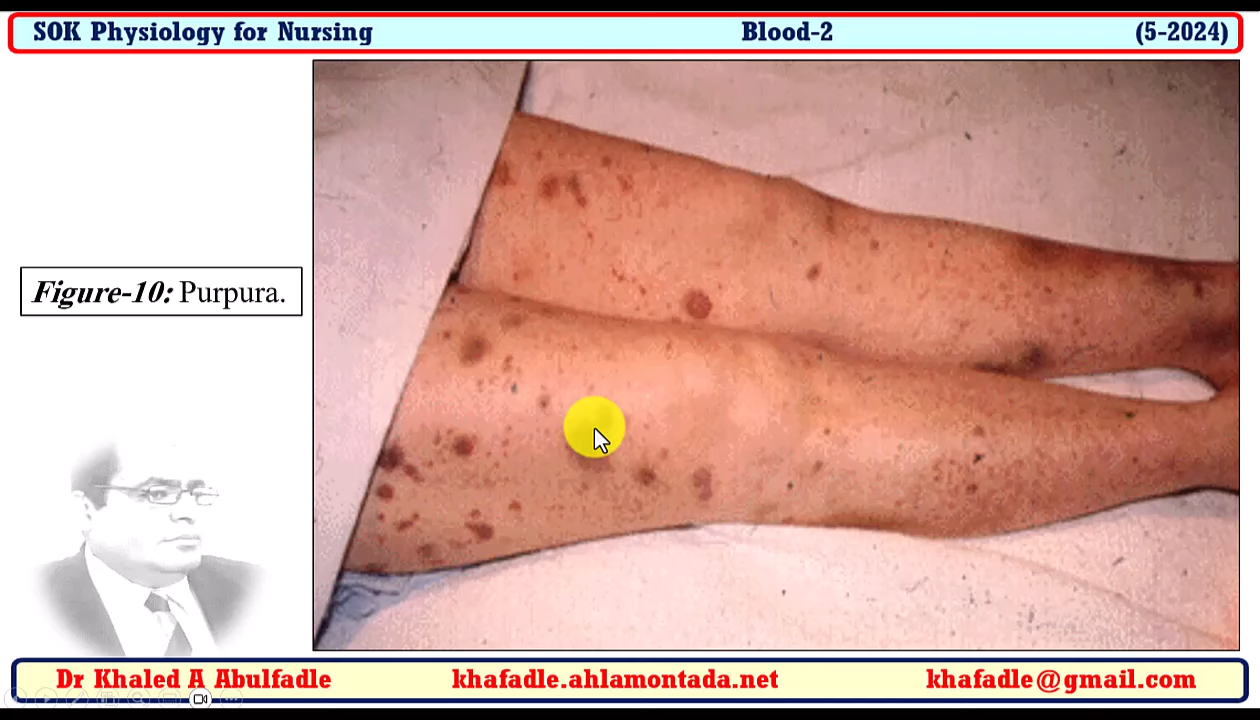 SOK Physiology for Nursing Blood-2 (5-2024)
Figure-10: Purpura.
Dr Khaled A Abulfadle khafadle.ahlamontada.net khafadle@gmail.com